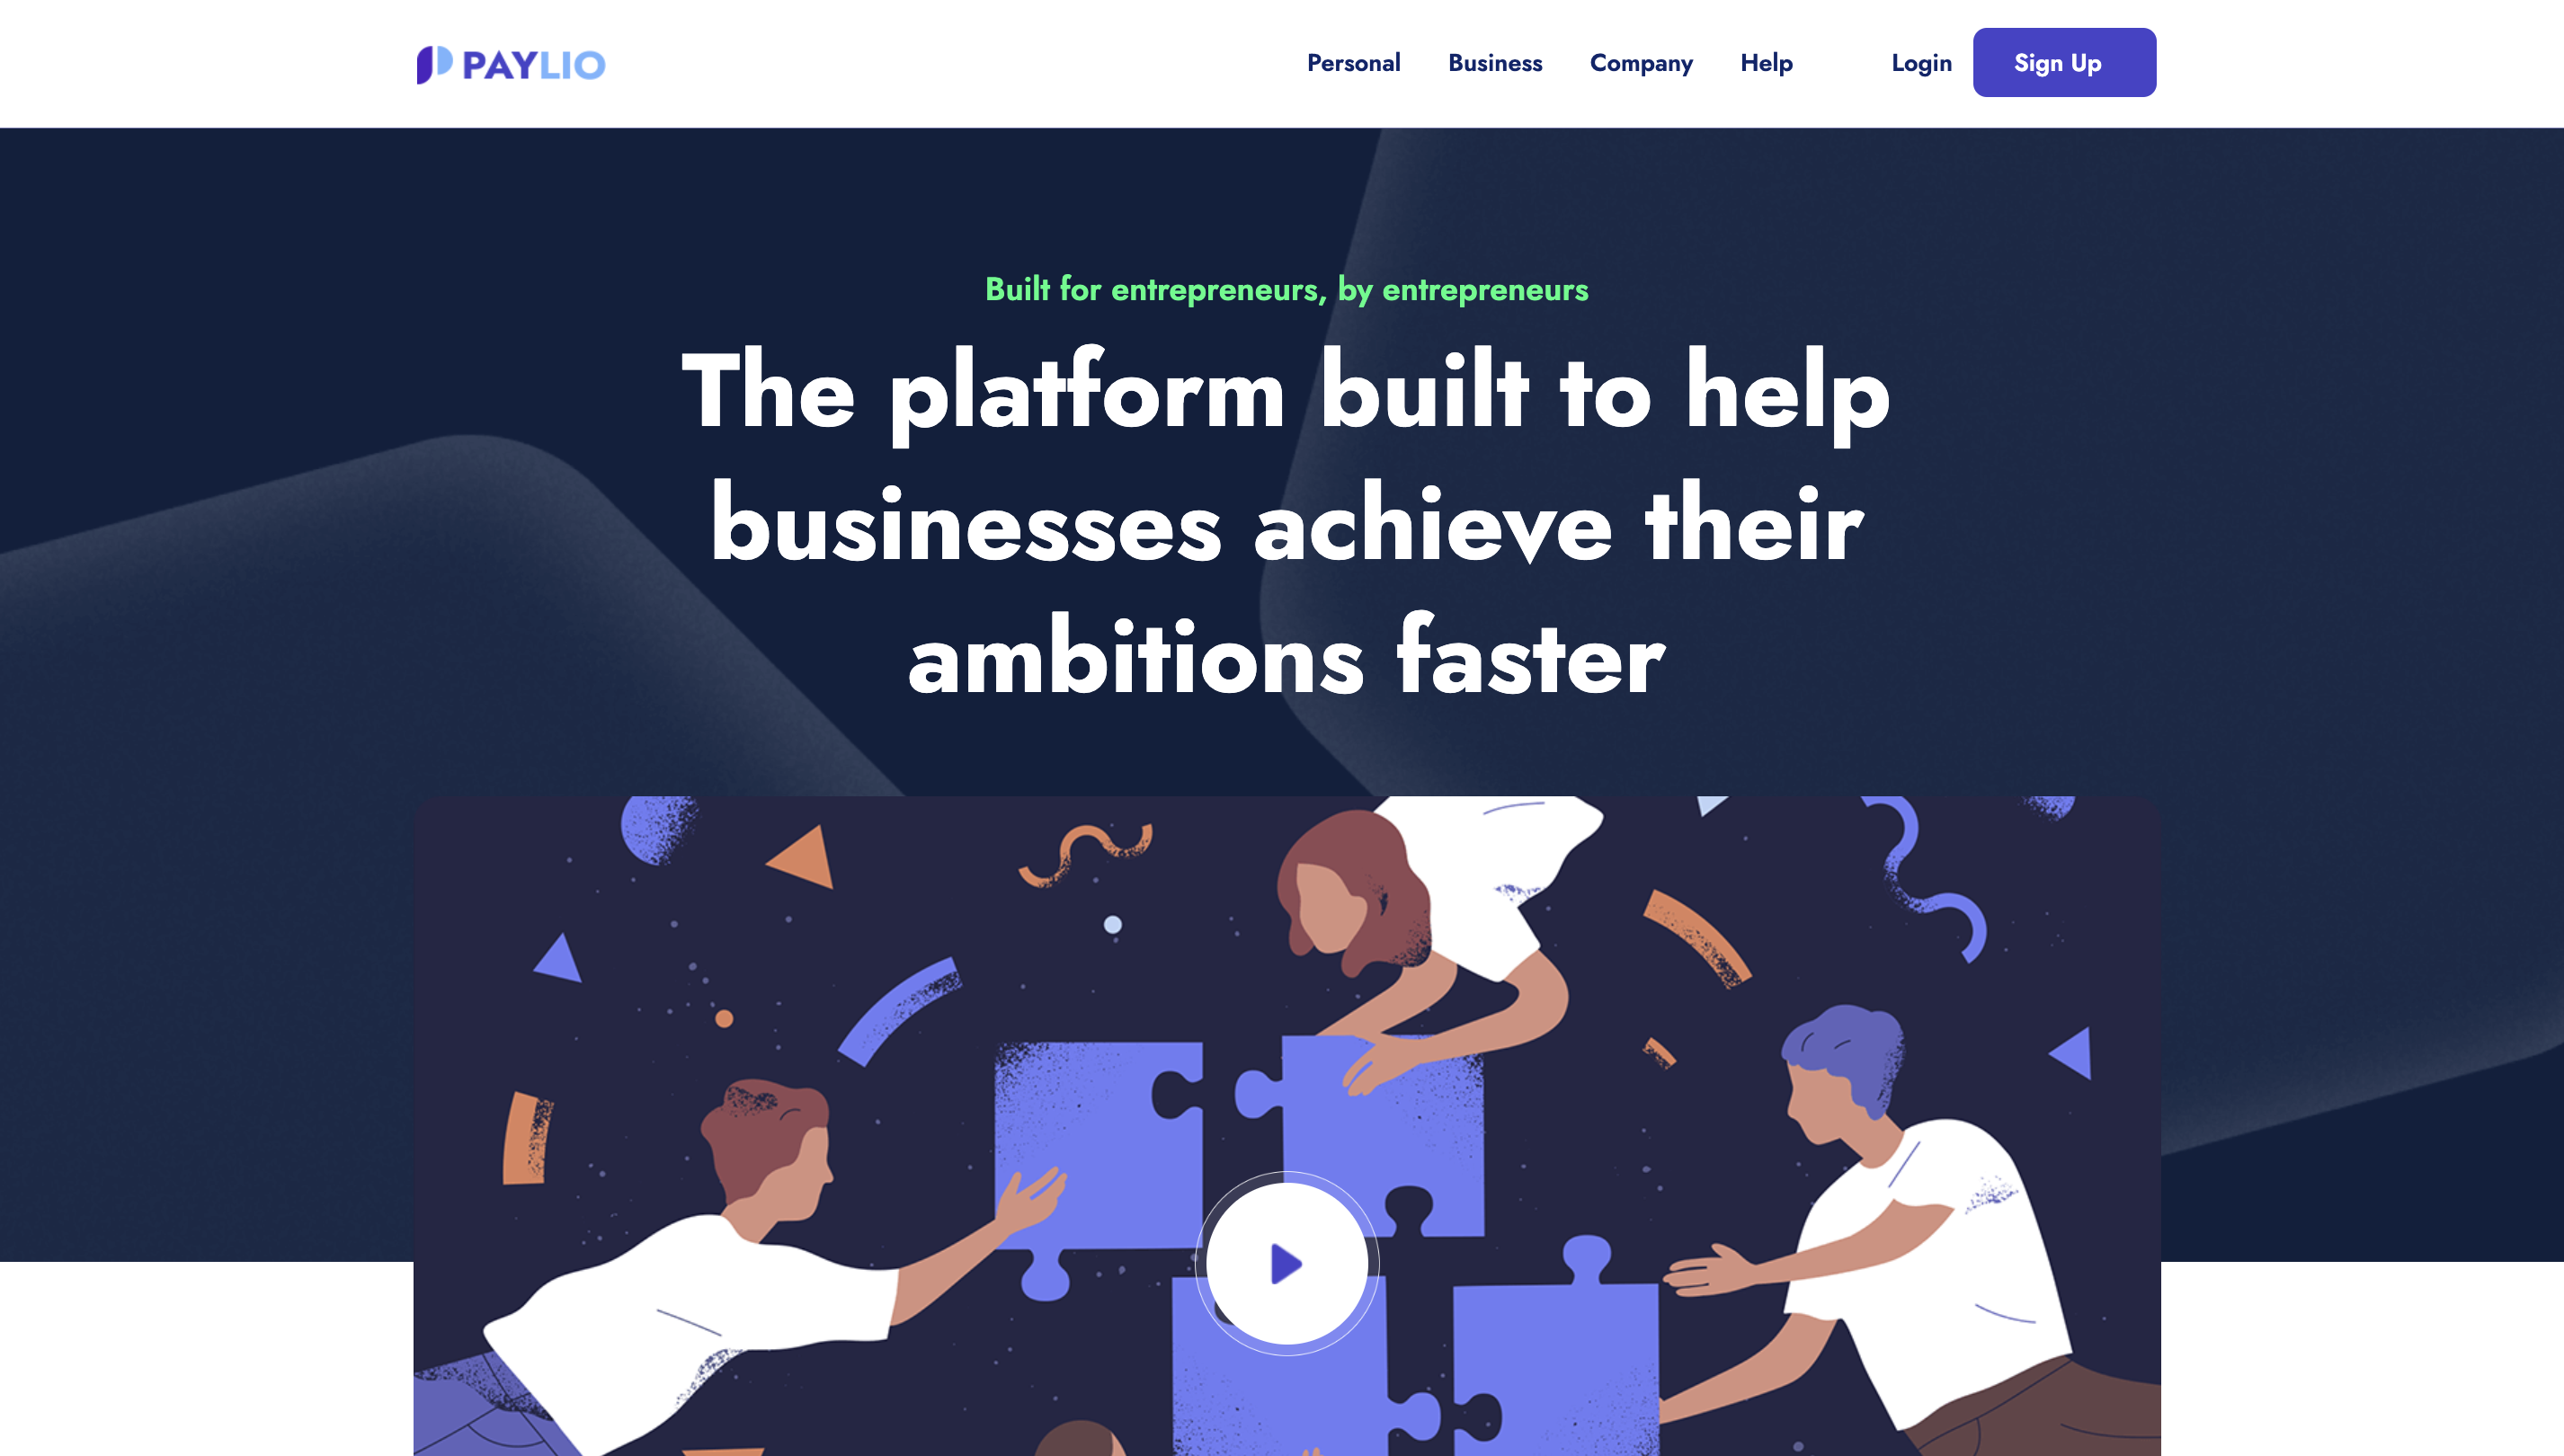 PAYLIO
Personal Business Company Help Login Sign Up
Built for entrepreneurs, by entrepreneurs
The platform built to help
businesses achieve their
ambitions faster